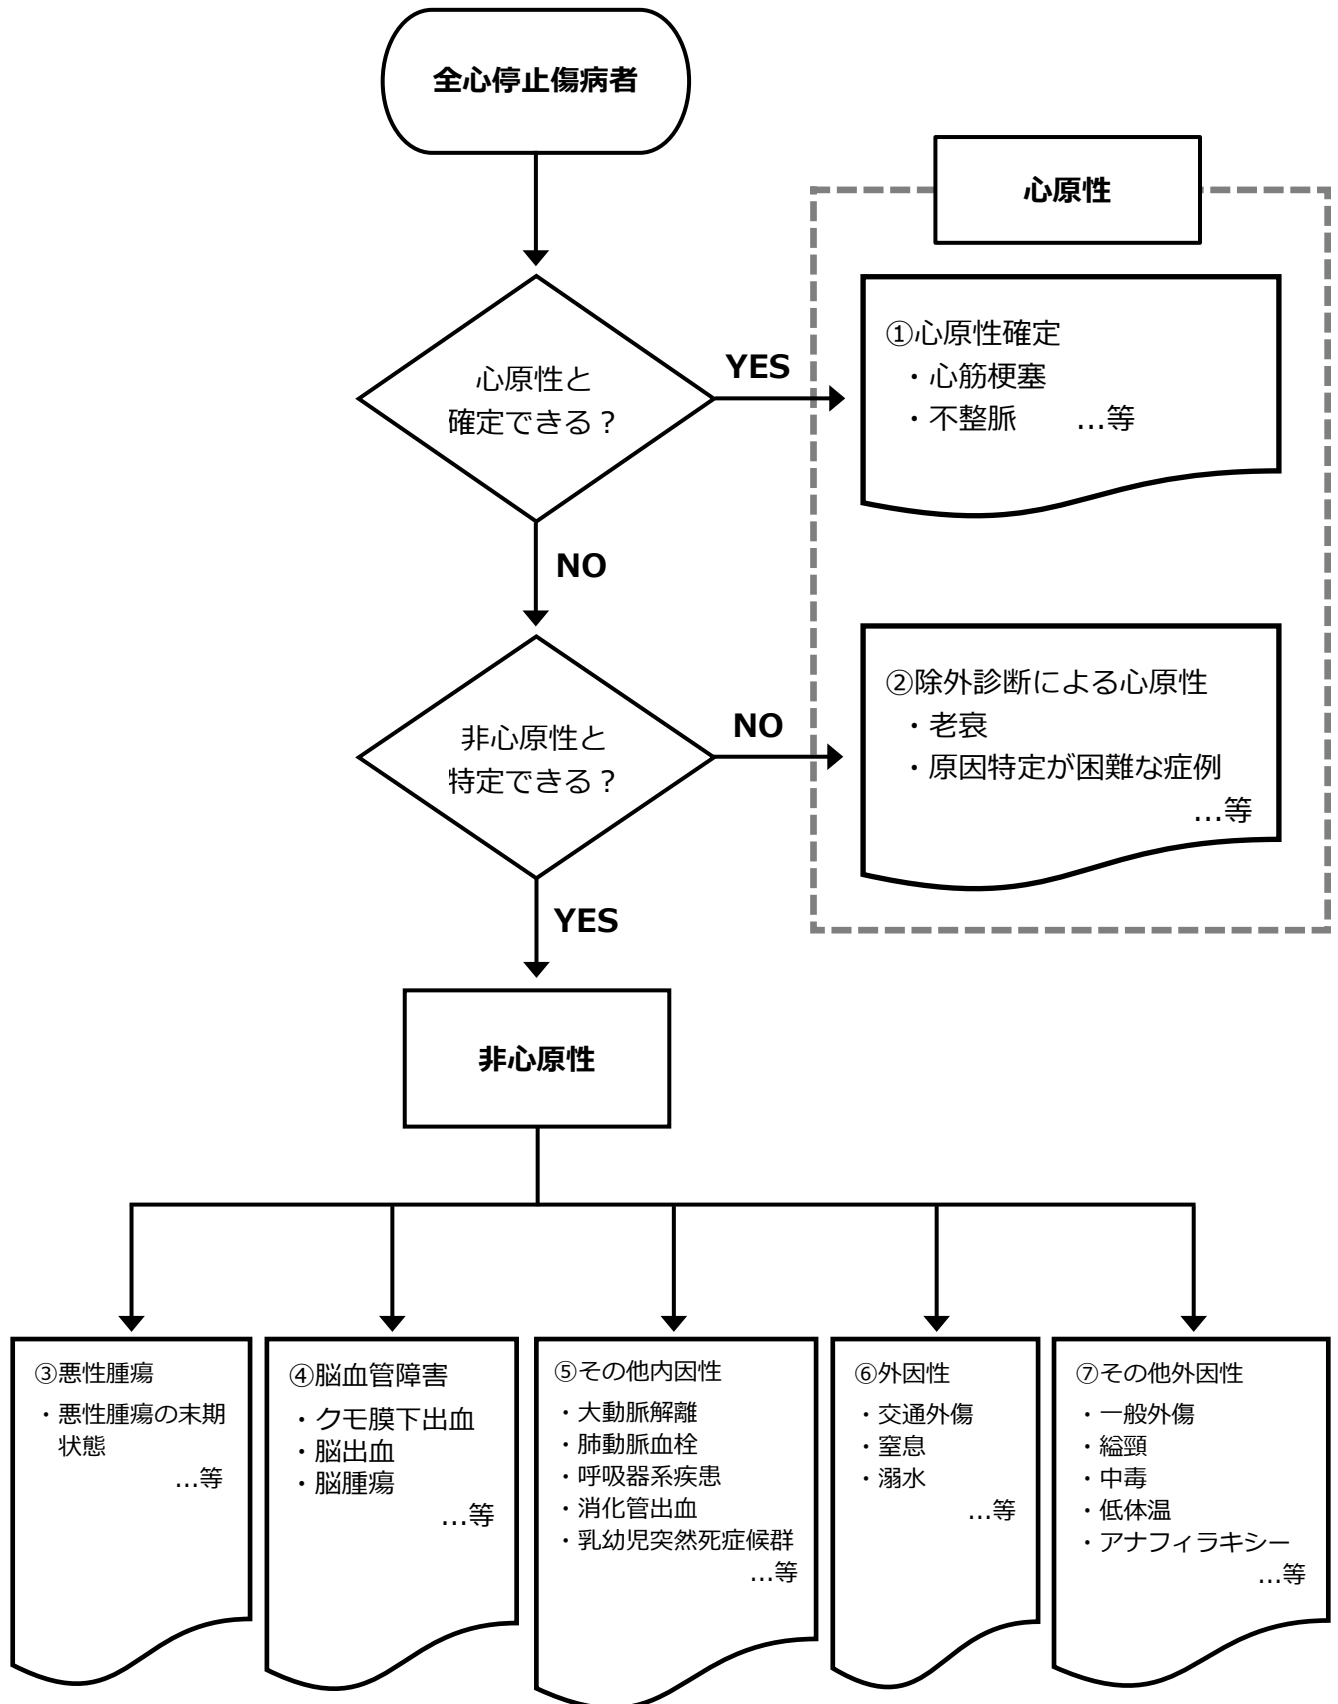 全心停止傷病者
心原性
心原性と
確定できる？
YES
①心原性確定
・心筋梗塞
・不整脈　　…等
NO
非心原性と
特定できる？
NO
②除外診断による心原性
・老衰
・原因特定が困難な症例
…等
YES
非心原性
③悪性腫瘍
・悪性腫瘍の末期
状態
…等
④脳血管障害
・クモ膜下出血
・脳出血
・脳腫瘍
…等
⑤その他内因性
・大動脈解離
・肺動脈血栓
・呼吸器系疾患
・消化管出血
・乳幼児突然死症候群
…等
⑥外因性
・交通外傷
・窒息
・溺水
…等
⑦その他外因性
・一般外傷
・縊頸
・中毒
・低体温
・アナフィラキシー
…等